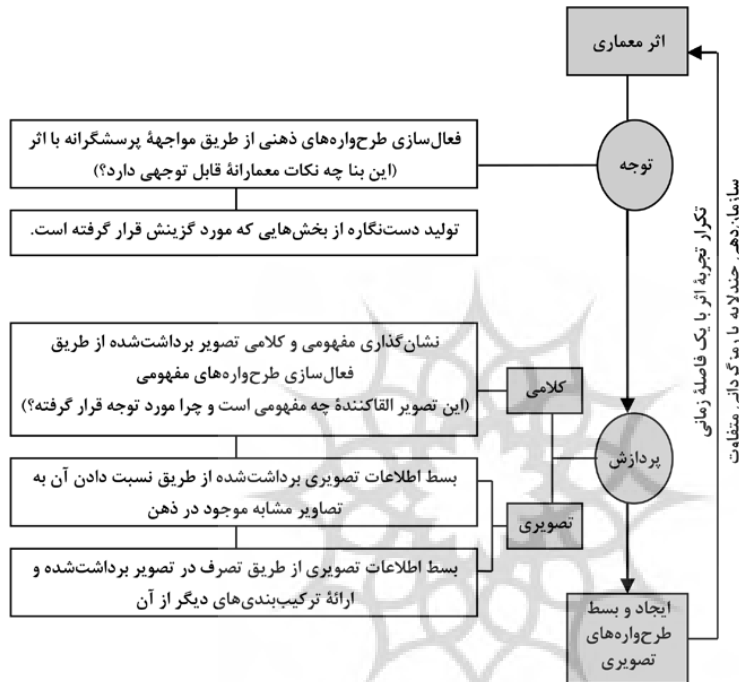 اثر معماری
توجه
فعال‌سازی طرح‌واره‌های ذهنی از طریق مواجههٔ پرسشگرانه با اثر
(این بنا چه نکات معمارانهٔ قابل توجهی دارد؟)
تولید دست‌نگاره از بخش‌هایی که مورد گزینش قرار گرفته است.
نشان‌گذاری مفهومی و کلامی تصویر برداشت‌شده از طریق
فعال‌سازی طرح‌واره‌های مفهومی
(این تصویر القاکنندهٔ چه مفهومی است و چرا مورد توجه قرار گرفته؟)
کلامی
پردازش
تصویری
بسط اطلاعات تصویری برداشت‌شده از طریق نسبت دادن آن به
تصاویر مشابه موجود در ذهن
بسط اطلاعات تصویری از طریق تصرف در تصویر برداشت‌شده و
ارائهٔ ترکیب‌بندی‌های دیگر از آن
ایجاد و بسط
طرح‌واره‌های
تصویری
تکرار تجربهٔ اثر با یک فاصلهٔ زمانی
سازماندهی چندلایه با رمزگردانی متفاوت